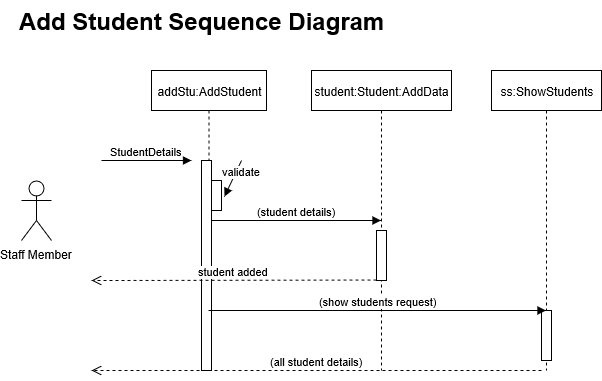 Add Student Sequence Diagram
addStu:AddStudent
student:Student:AddData
ss:ShowStudents
StudentDetails
validate
(student details)
Staff Member
student added
(show students request)
(all student details)